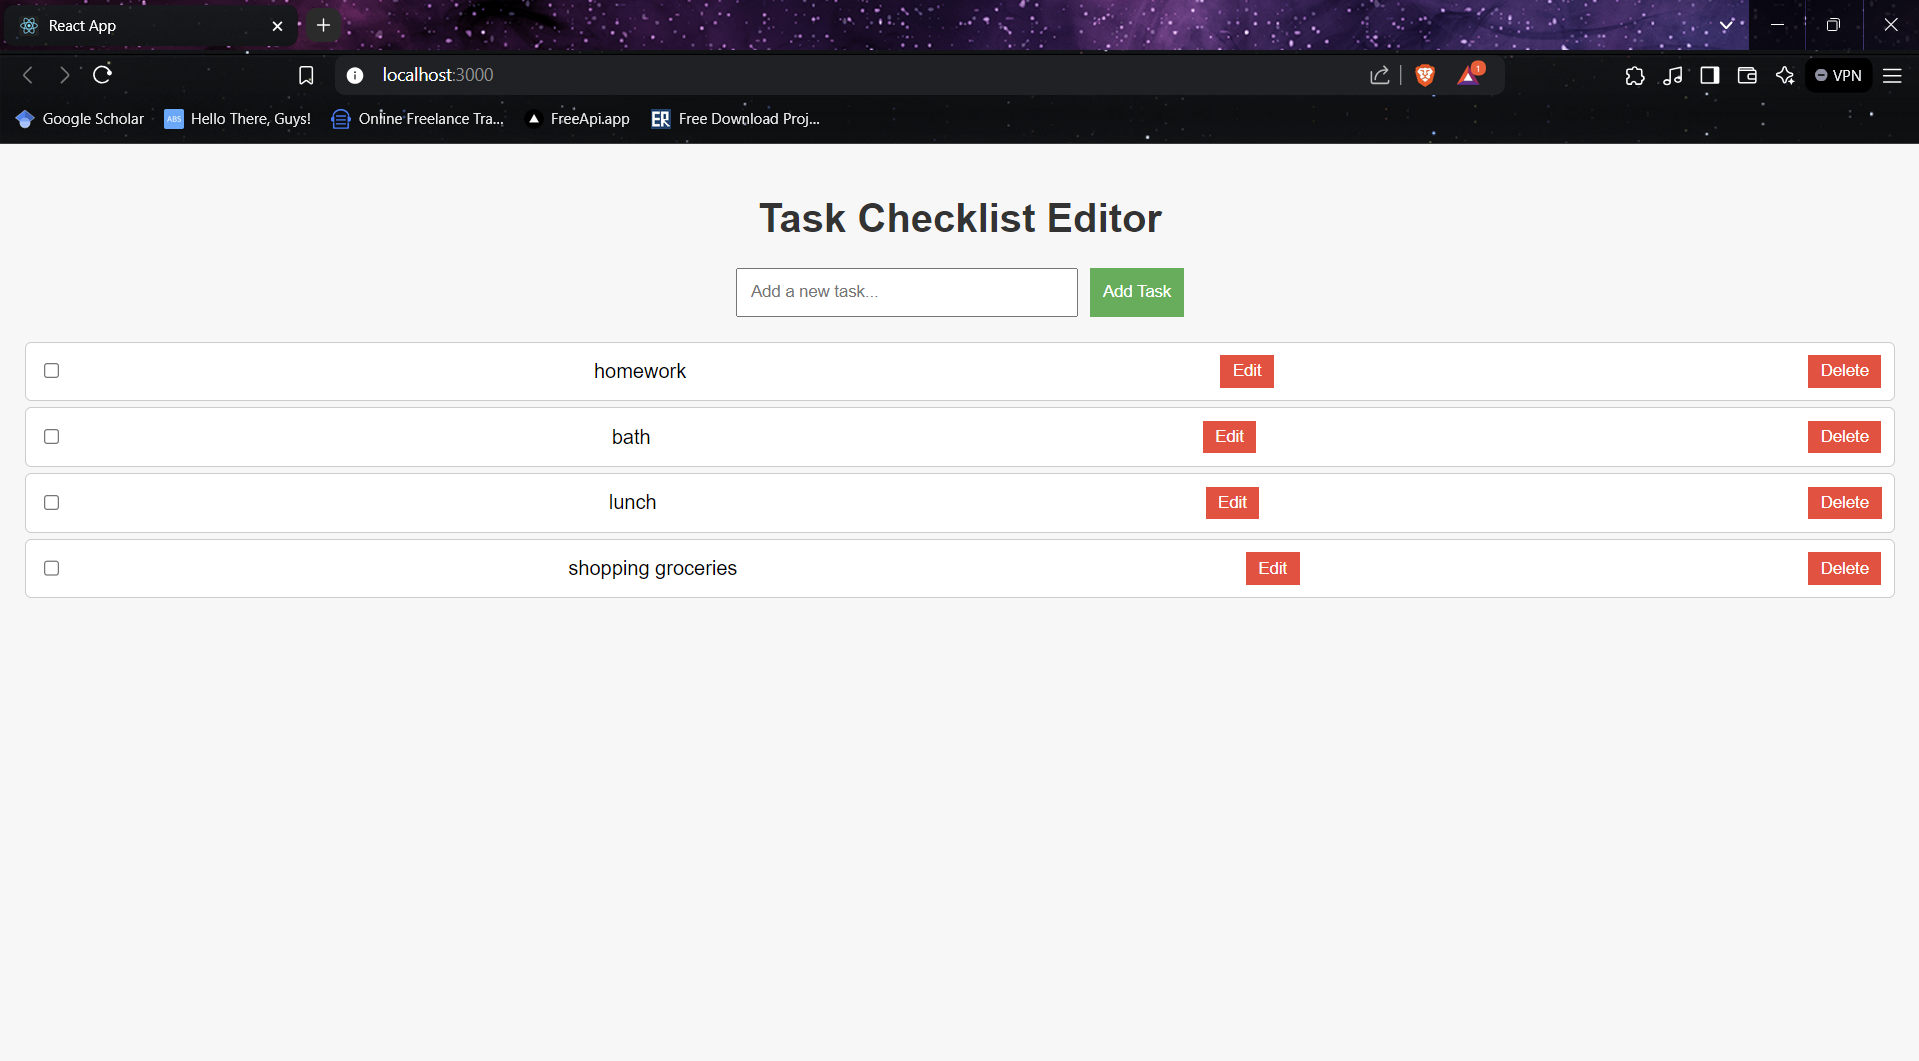 React App
localhost:3000
1
VPN
Google Scholar
ABS
Hello There, Guys!
Online Freelance Tra...
FreeApi.app
ER
Free Download Proj...
Task Checklist Editor
Add a new task...
Add Task
homework
Edit
Delete
bath
Edit
Delete
lunch
Edit
Delete
shopping groceries
Edit
Delete